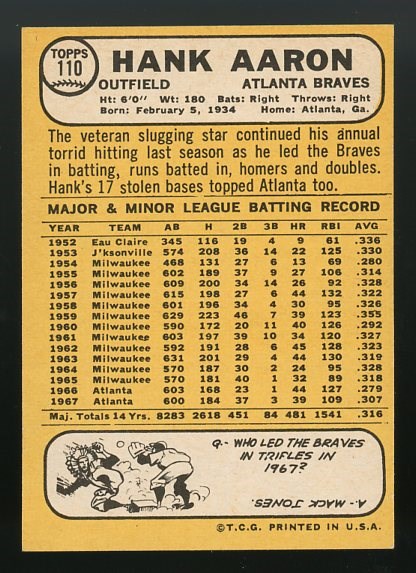 TOPPS
110
HANK AARON
OUTFIELD ATLANTA BRAVES
Ht: 6'0" Wt: 180 Bats: Right Throws: Right
Born: February 5, 1934 Home: Atlanta, Ga.
The veteran slugging star continued his annual
torrid hitting last season as he led the Braves
in batting, runs batted in, homers and doubles.
Hank's 17 stolen bases topped Atlanta too.
MAJOR & MINOR LEAGUE BATTING RECORD
YEAR TEAM AB H 2B 3B HR RBI AVG
1952 Eau Claire 345 116 19 4 9 61 .336
1953 J'ksonville 574 208 36 14 22 125 .330
1954 Milwaukee 468 131 27 6 13 69 .280
1955 Milwaukee 602 189 37 9 27 106 .314
1956 Milwaukee 609 200 34 14 26 92 .328
1957 Milwaukee 615 198 27 6 44 132 .322
1958 Milwaukee 601 196 34 4 30 95 .326
1959 Milwaukee 629 223 46 7 39 123 .355
1960 Milwaukee 590 172 20 11 40 126 .292
1961 Milwaukee 603 197 39 10 34 120 .327
1962 Milwaukee 592 191 28 6 45 128 .323
1963 Milwaukee 631 201 29 4 44 130 .319
1964 Milwaukee 570 187 30 2 24 95 .328
1965 Milwaukee 570 181 40 1 32 89 .318
1966 Atlanta 603 168 23 1 44 127 .279
1967 Atlanta 600 184 37 3 39 109 .307
Maj. Totals 14 Yrs. 8283 2618 451 84 481 1541 .316
Q- WHO LED THE BRAVES
IN TRIPLES IN
1967?
A- MACK JONES.
©T.C.G. PRINTED IN U.S.A.